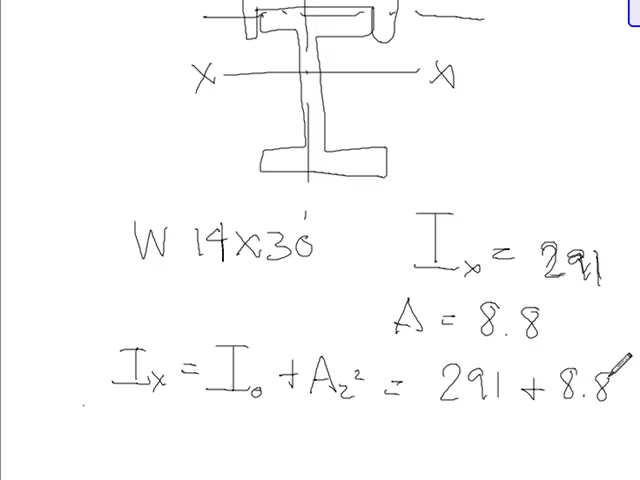 X X
W 14X30
Ix = 291
A = 8.8
Ix = Io + Az² = 291 + 8.8